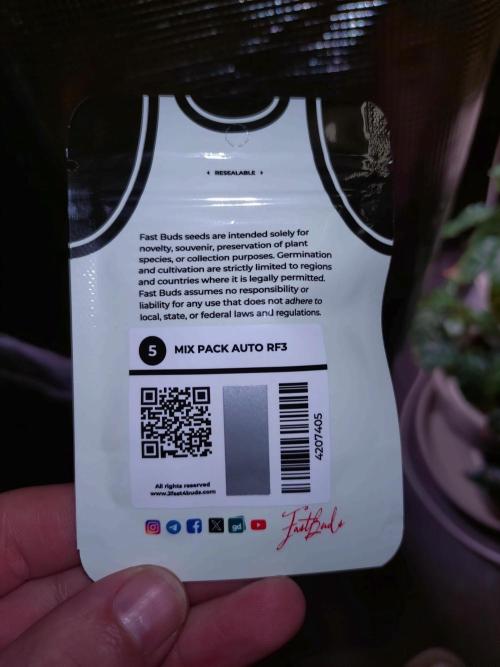 RESEALABLE
Fast Buds seeds are intended solely for
novelty, souvenir, preservation of plant
species, or collection purposes. Germination
and cultivation are strictly limited to regions
and countries where it is legally permitted.
Fast Buds assumes no responsibility or
liability for any use that does not adhere to
local, state, or federal laws and regulations.
5 MIX PACK AUTO RF3
4207405
All rights reserved
www.2fast4buds.com
gd
FastBuds